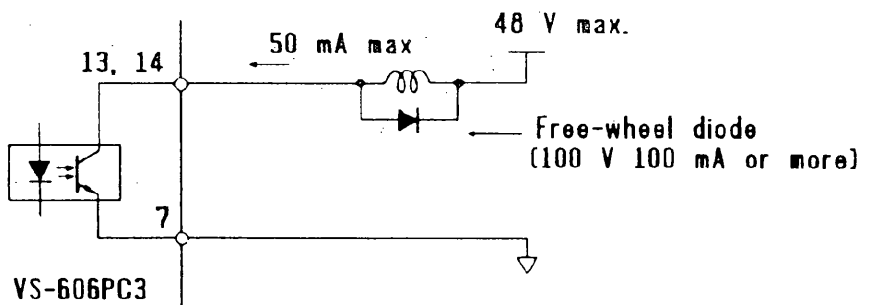 48 V max.
50 mA max
13, 14
Free-wheel diode
(100 V 100 mA or more)
7
VS-606PC3